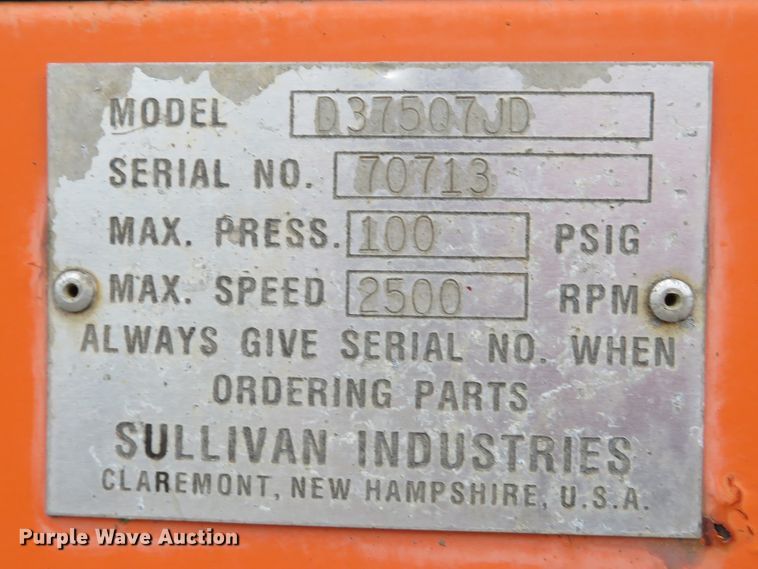 MODEL D37507JD
SERIAL NO. 70713
MAX. PRESS. 100 PSIG
MAX. SPEED 2500 RPM
ALWAYS GIVE SERIAL NO. WHEN
ORDERING PARTS
SULLIVAN INDUSTRIES
CLAREMONT, NEW HAMPSHIRE, U.S.A.
Purple Wave Auction